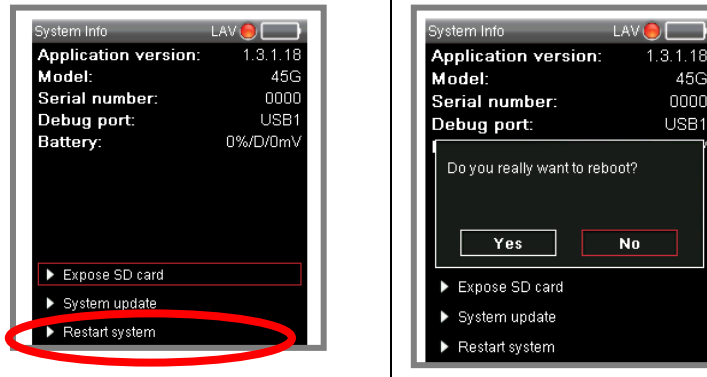 System Info LAV
Application version: 1.3.1.18
Model: 45G
Serial number: 0000
Debug port: USB1
Battery: 0%/D/0mV
Expose SD card
System update
Restart system
System Info LAV
Application version: 1.3.1.18
Model: 45G
Serial number: 0000
Debug port: USB1
Do you really want to reboot?
Yes No
Expose SD card
System update
Restart system